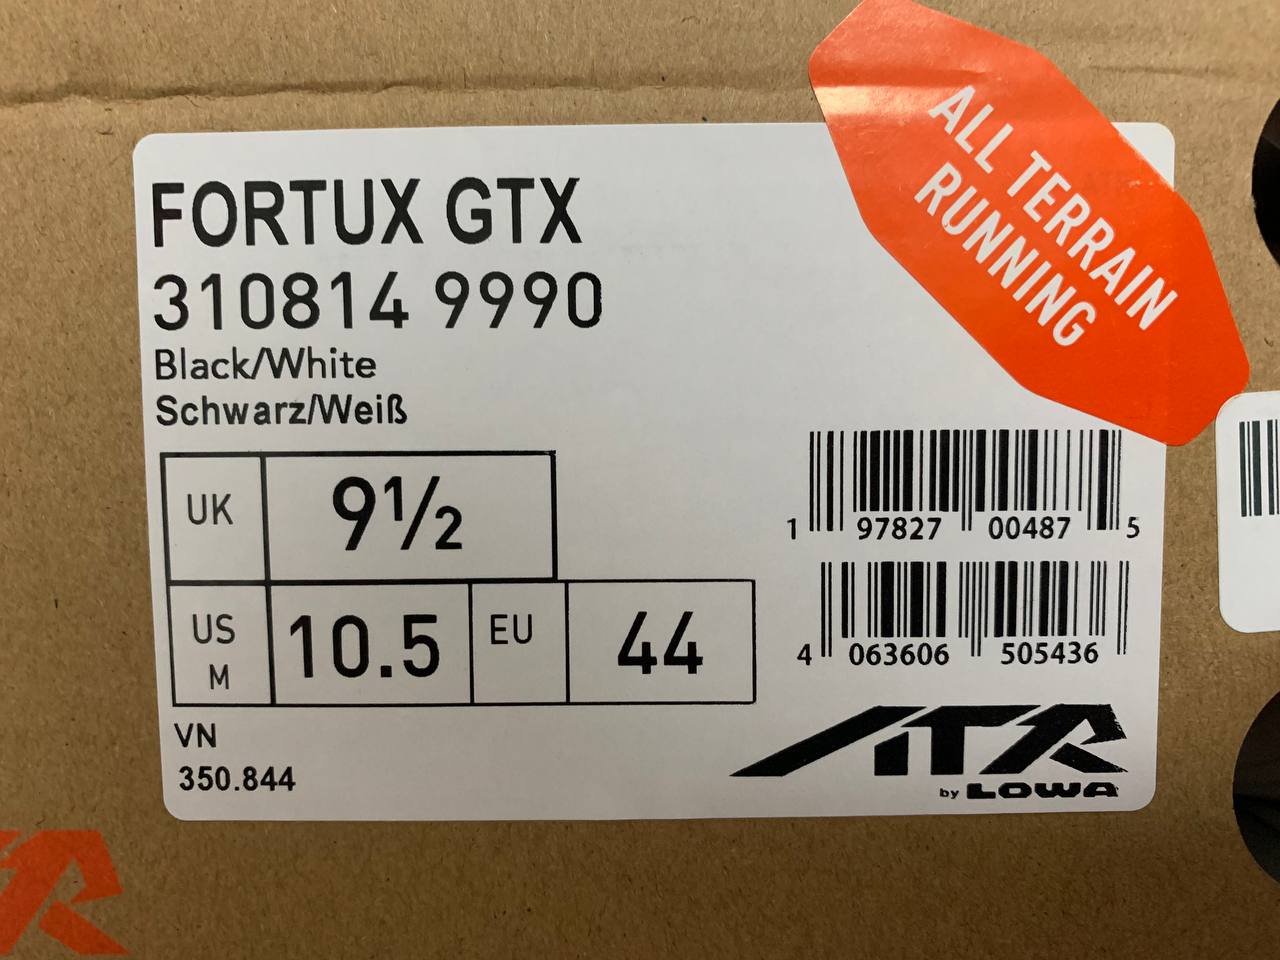 ALL TERRAIN
RUNNING
FORTUX GTX
310814 9990
Black/White
Schwarz/Weiß
UK 9½
US M 10.5 EU 44
1 97827 00487 5
4 063606 505436
VN
350.844
ATR
by LOWA